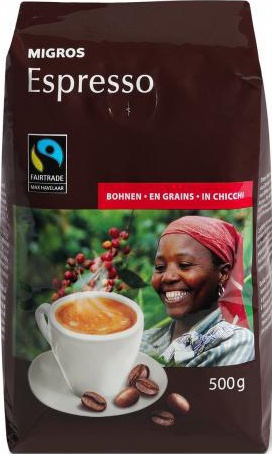 MIGROS
Espresso
FAIRTRADE
MAX HAVELAAR
BOHNEN • EN GRAINS • IN CHICCHI
500g